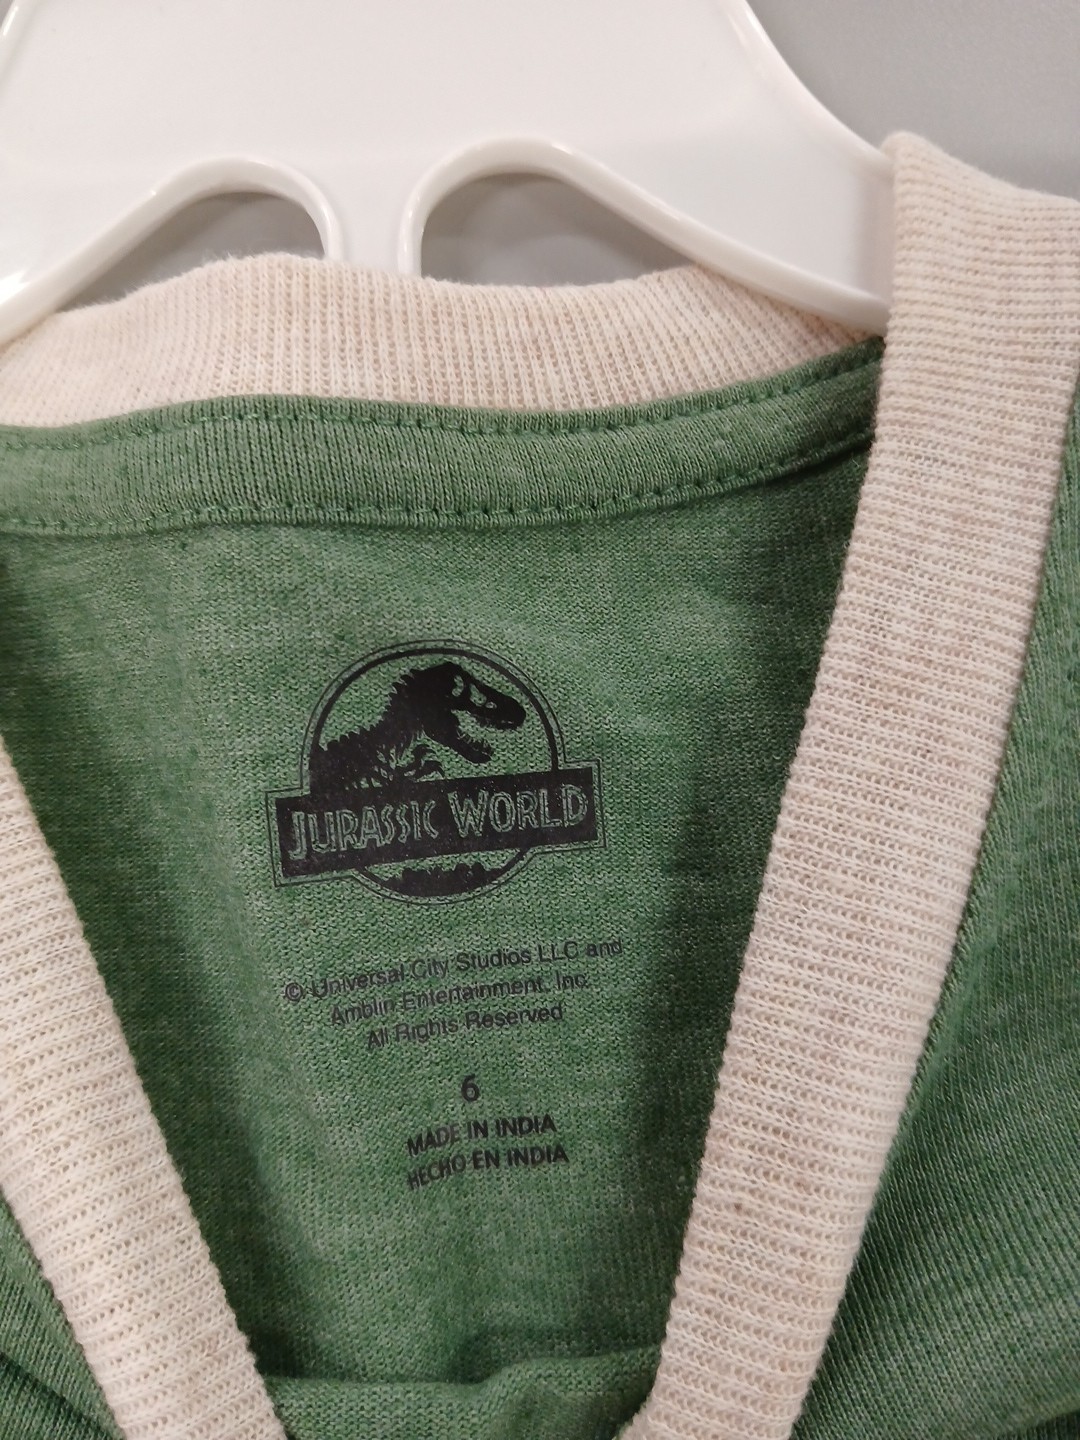 JURASSIC WORLD
© Universal City Studios LLC and
Amblin Entertainment, Inc.
All Rights Reserved
6
MADE IN INDIA
HECHO EN INDIA